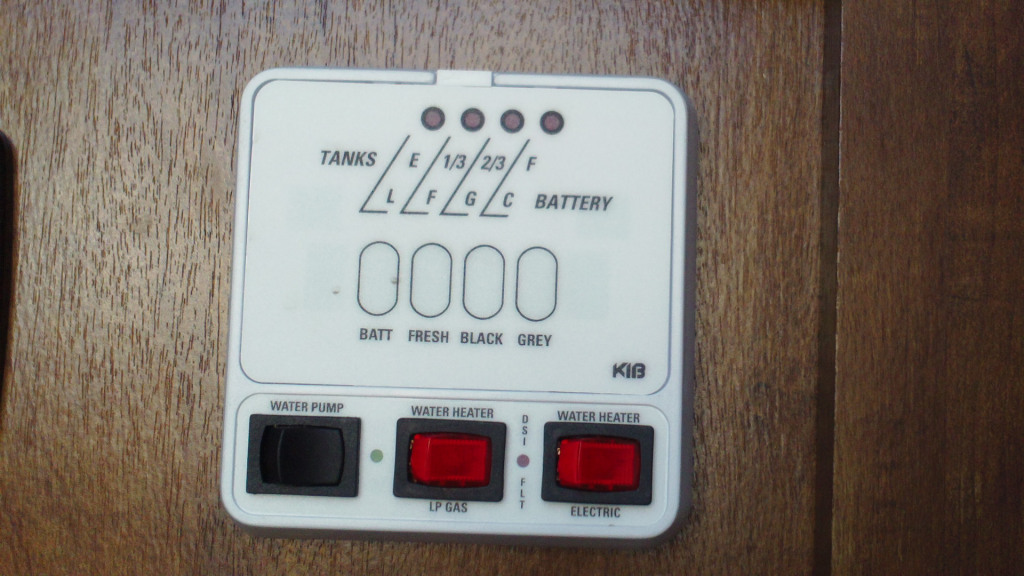 TANKS E 1/3 2/3 F
L F G C BATTERY
BATT FRESH BLACK GREY
KIB
WATER PUMP
WATER HEATER
LP GAS
DSI
FLT
WATER HEATER
ELECTRIC